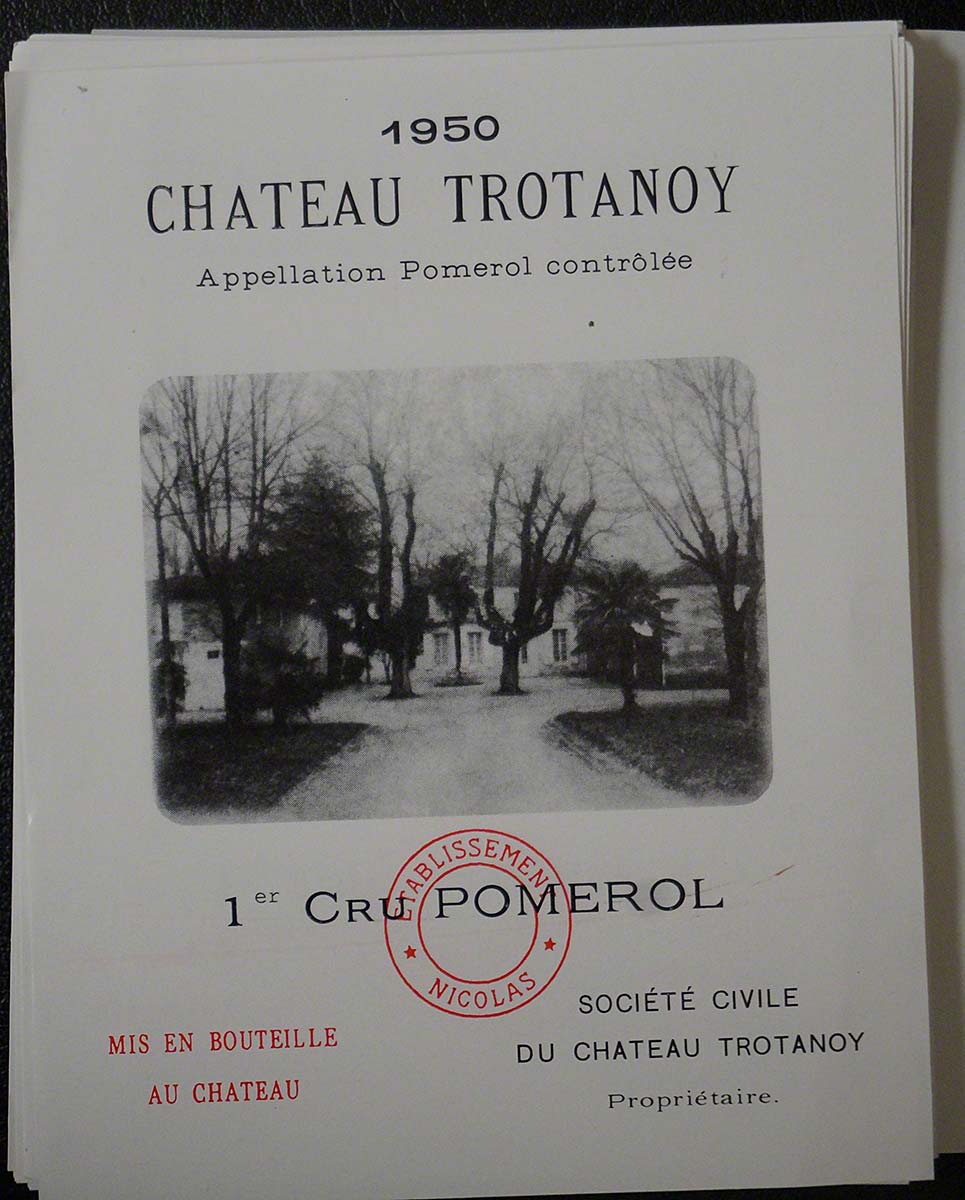 1950
CHATEAU TROTANOY
Appellation Pomerol contrôlée
1er CRU POMEROL
ÉTABLISSEMENT
NICOLAS
MIS EN BOUTEILLE
AU CHATEAU
SOCIÉTÉ CIVILE
DU CHATEAU TROTANOY
Propriétaire.